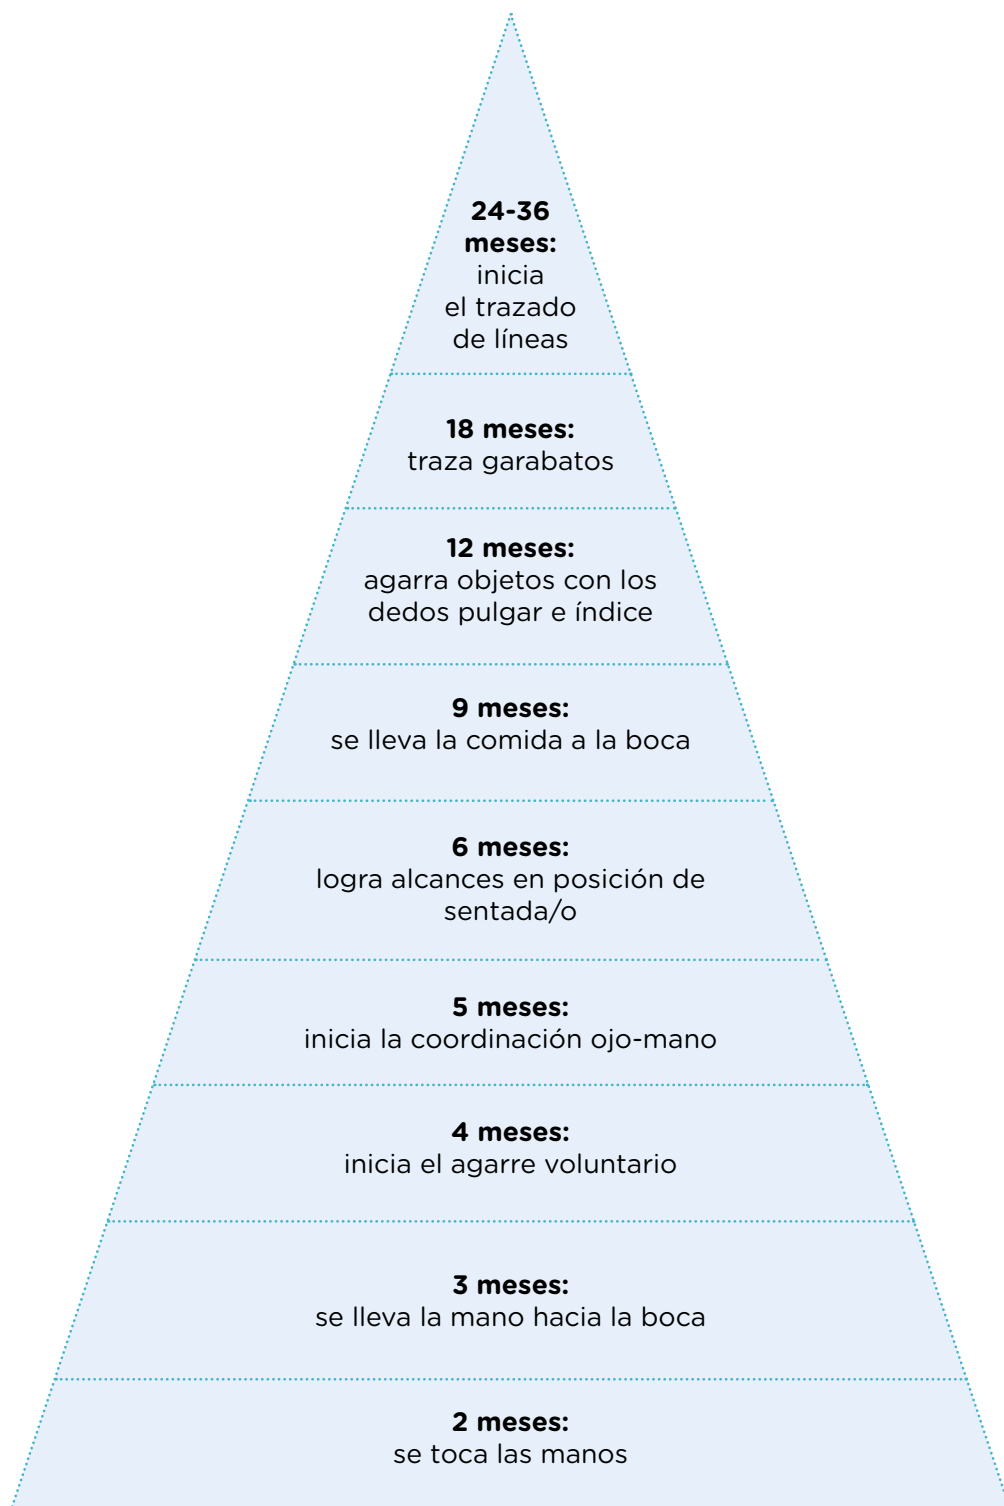 24-36
meses:
inicia
el trazado
de líneas
18 meses:
traza garabatos
12 meses:
agarra objetos con los
dedos pulgar e índice
9 meses:
se lleva la comida a la boca
6 meses:
logra alcances en posición de
sentada/o
5 meses:
inicia la coordinación ojo-mano
4 meses:
inicia el agarre voluntario
3 meses:
se lleva la mano hacia la boca
2 meses:
se toca las manos